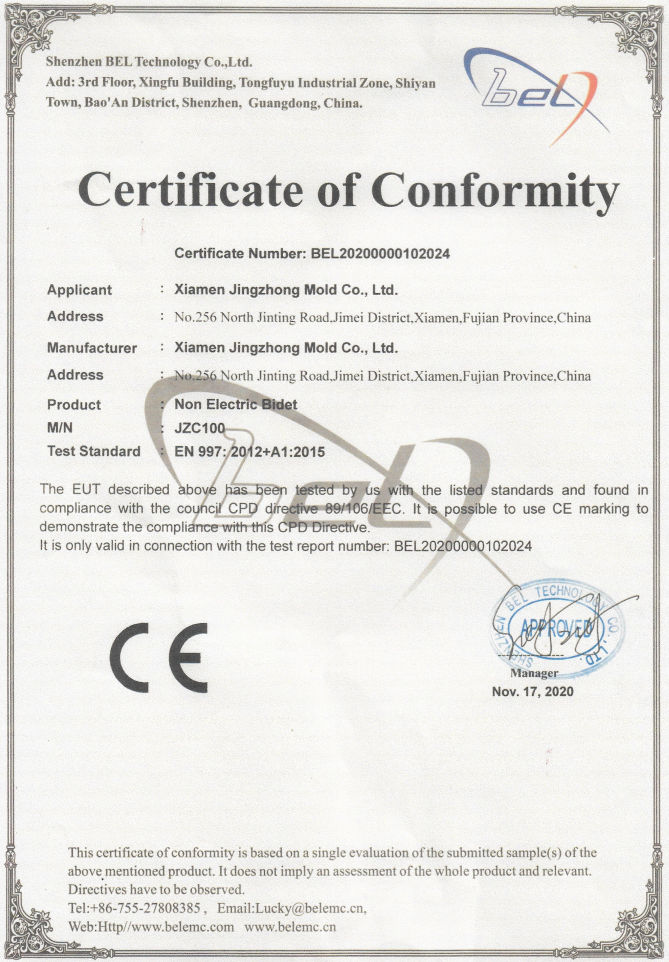 Shenzhen BEL Technology Co.,Ltd.
Add: 3rd Floor, Xingfu Building, Tongfuyu Industrial Zone, Shiyan
Town, Bao'An District, Shenzhen, Guangdong, China.
bel
Certificate of Conformity
Certificate Number: BEL20200000102024
Applicant : Xiamen Jingzhong Mold Co., Ltd.
Address : No.256 North Jinting Road,Jimei District,Xiamen,Fujian Province,China
Manufacturer : Xiamen Jingzhong Mold Co., Ltd.
Address : No.256 North Jinting Road,Jimei District,Xiamen,Fujian Province,China
Product : Non Electric Bidet
M/N : JZC100
Test Standard : EN 997: 2012+A1:2015
bel
The EUT described above has been tested by us with the listed standards and found in
compliance with the council CPD directive 89/106/EEC. It is possible to use CE marking to
demonstrate the compliance with this CPD Directive.
It is only valid in connection with the test report number: BEL20200000102024
CE
SHENZHEN BEL TECHNOLOGY CO., LTD.
APPROVED
Manager
Nov. 17, 2020
This certificate of conformity is based on a single evaluation of the submitted sample(s) of the
above mentioned product. It does not imply an assessment of the whole product and relevant.
Directives have to be observed.
Tel:+86-755-27808385 , Email:Lucky@belemc.cn,
Web:Http//www.belemc.com www.belemc.cn